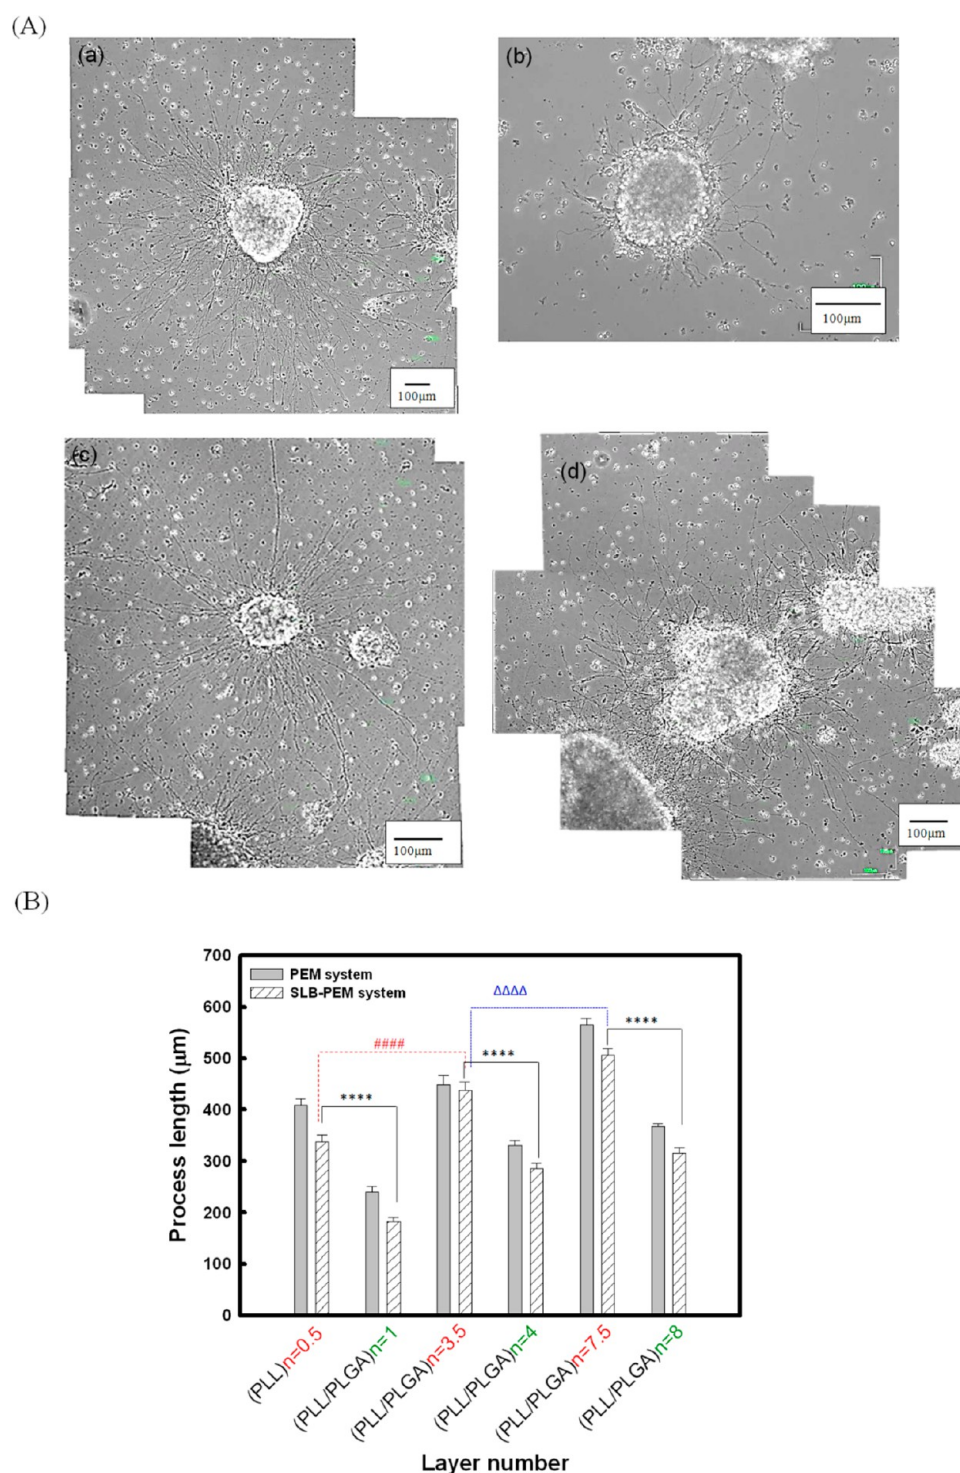 (A)
(a)
(b)
100μm
100μm
(c)
(d)
100μm
100μm
(B)
700
600
500
400
300
200
100
0
Process length (μm)
PEM system
SLB-PEM system
####
ΔΔΔΔ
****
****
****
(PLL)n=0.5
(PLL/PLGA)n=1
(PLL/PLGA)n=3.5
(PLL/PLGA)n=4
(PLL/PLGA)n=7.5
(PLL/PLGA)n=8
Layer number